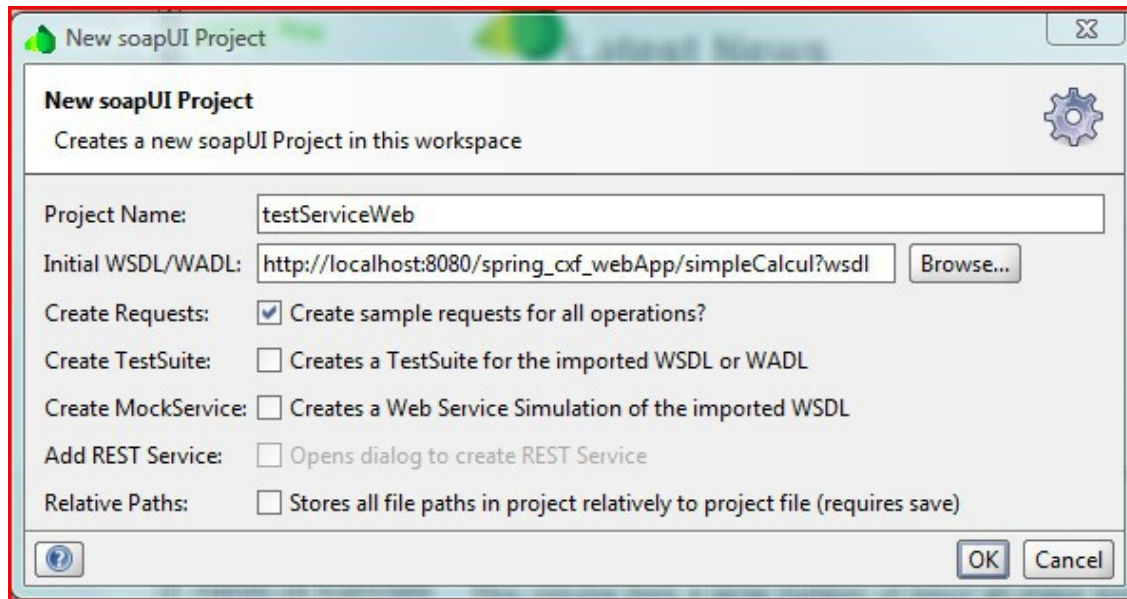 New soapUI Project
Latest News
New soapUI Project
Creates a new soapUI Project in this workspace
Project Name: testServiceWeb
Initial WSDL/WADL: http://localhost:8080/spring_cxf_webApp/simpleCalcul?wsdl Browse...
Create Requests: Create sample requests for all operations?
Create TestSuite: Creates a TestSuite for the imported WSDL or WADL
Create MockService: Creates a Web Service Simulation of the imported WSDL
Add REST Service: Opens dialog to create REST Service
Relative Paths: Stores all file paths in project relatively to project file (requires save)
? OK Cancel